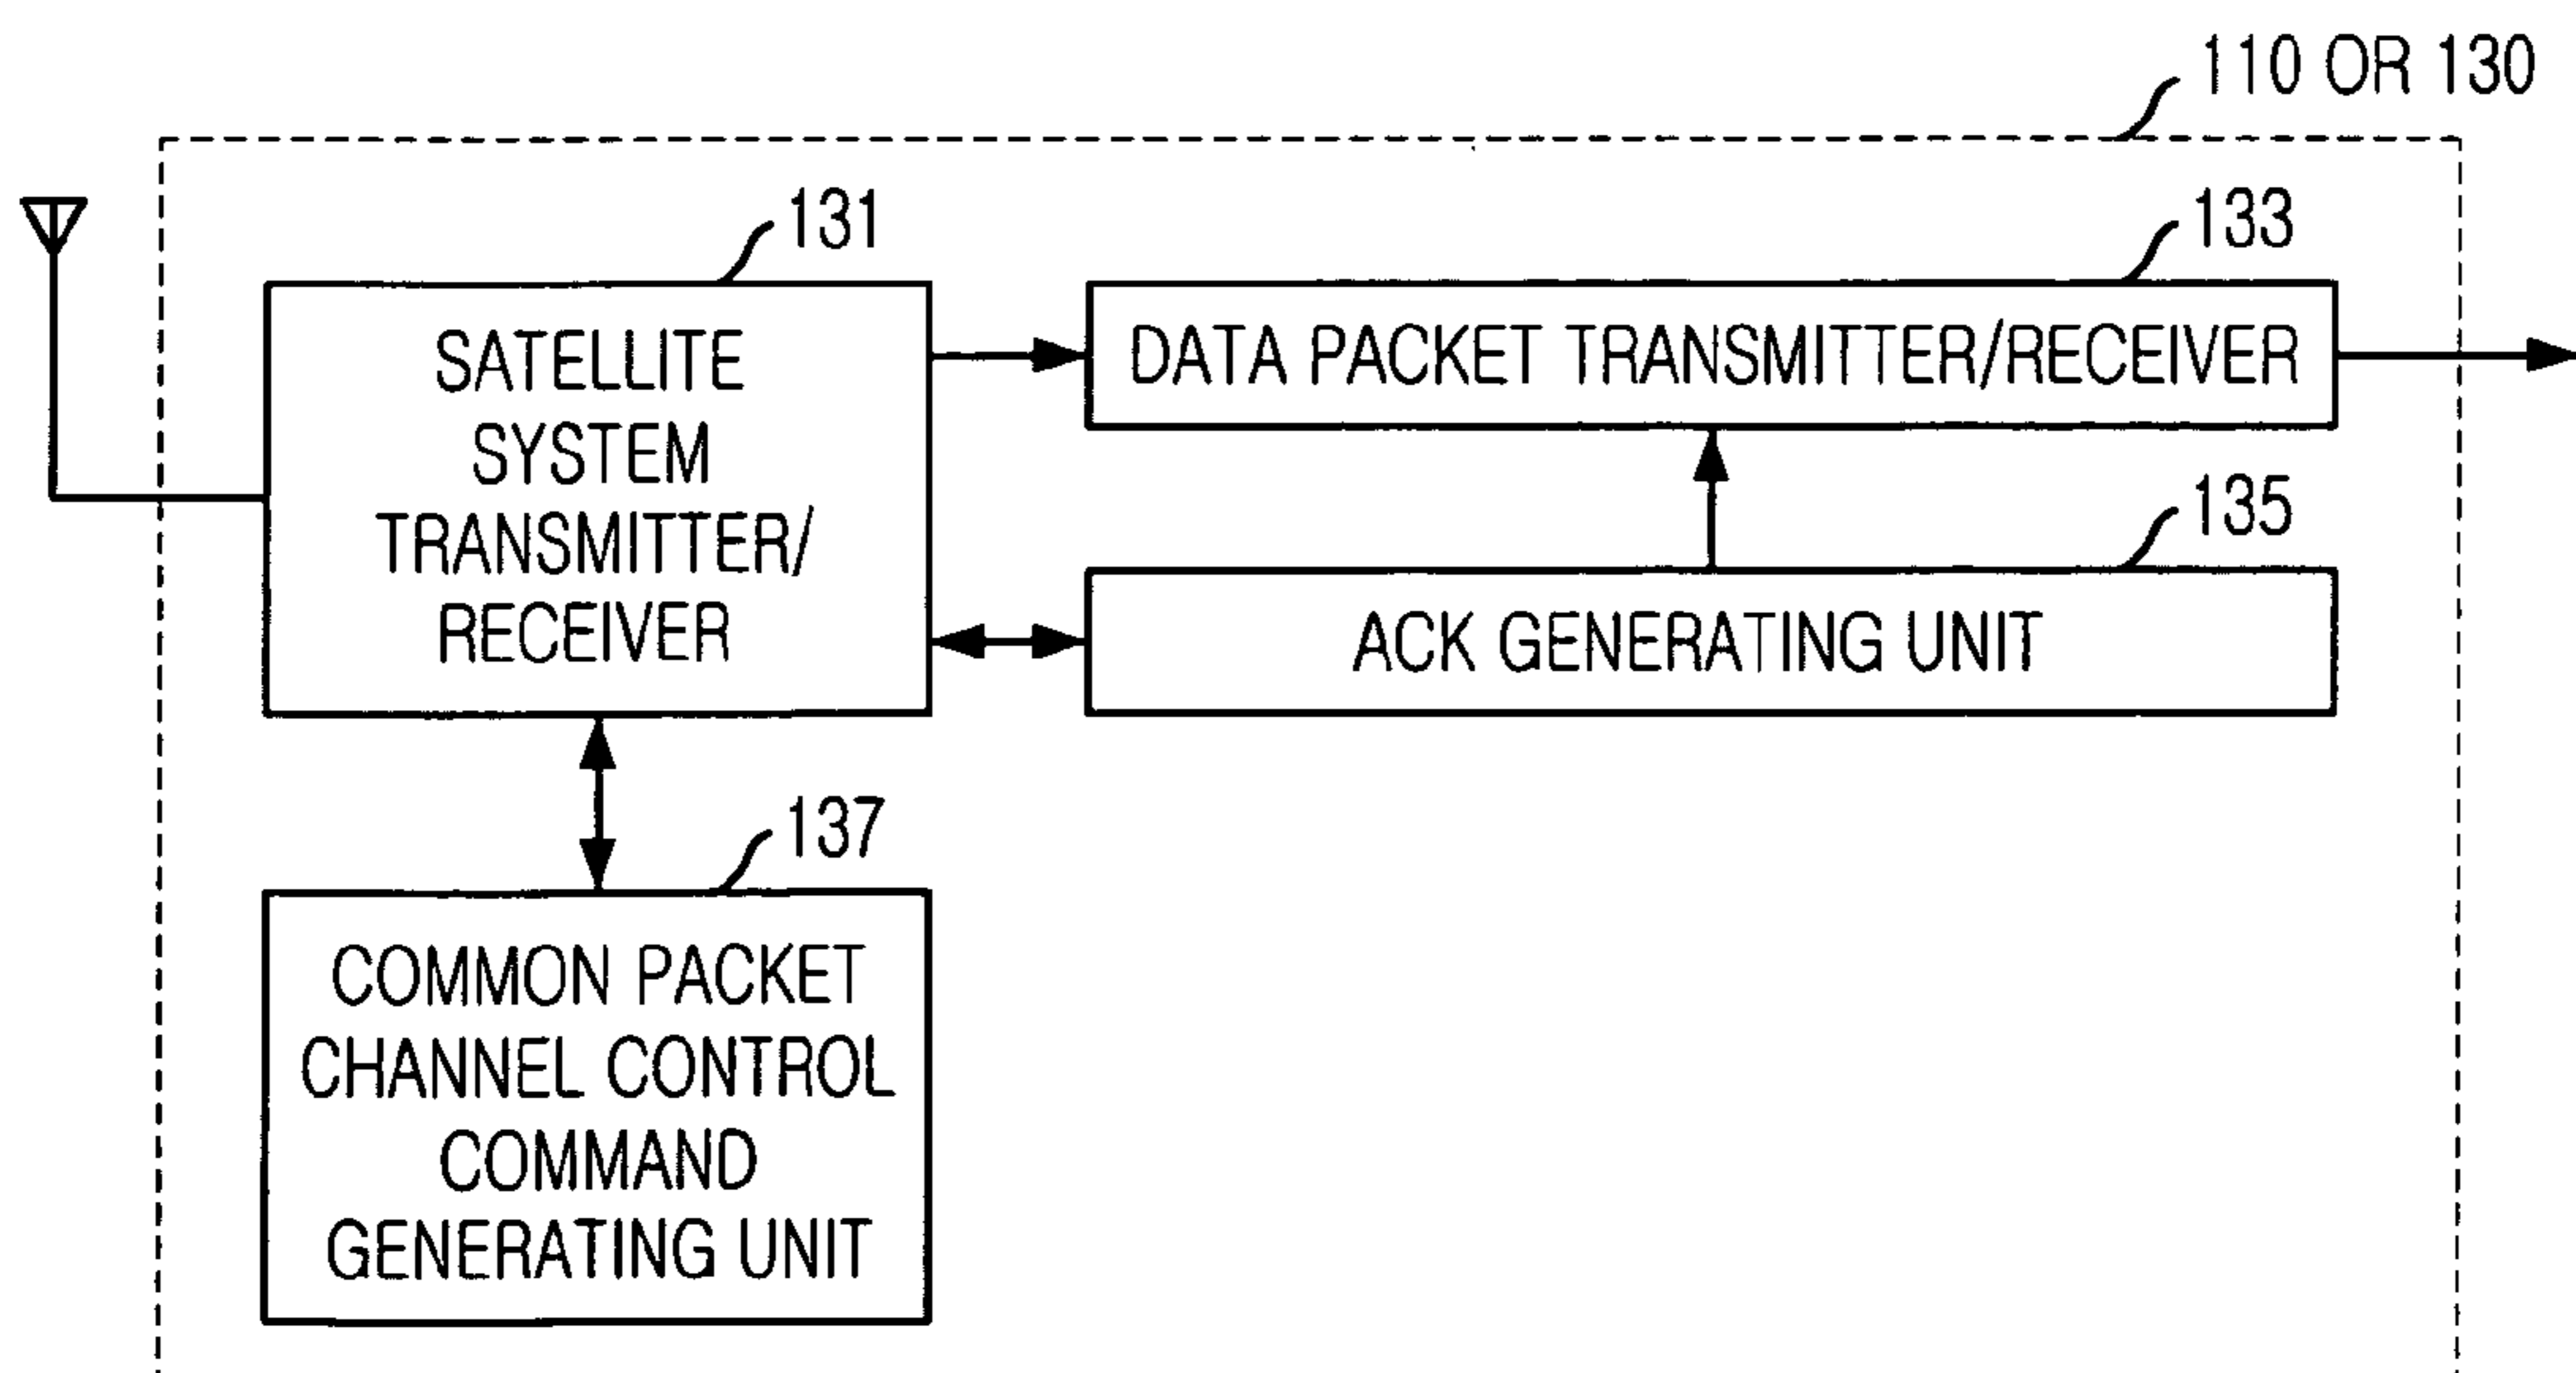 110 OR 130
131
133
SATELLITE
SYSTEM
TRANSMITTER/
RECEIVER
DATA PACKET TRANSMITTER/RECEIVER
135
ACK GENERATING UNIT
137
COMMON PACKET
CHANNEL CONTROL
COMMAND
GENERATING UNIT